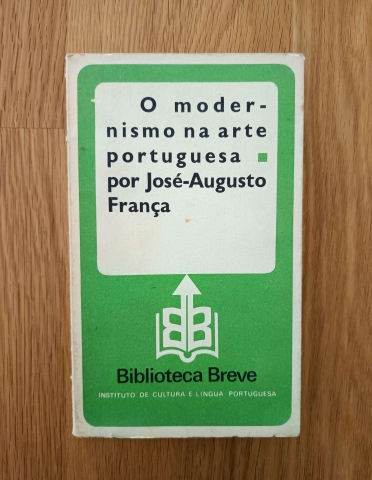 O moder-
nismo na arte
portuguesa
por José-Augusto
França
Biblioteca Breve
INSTITUTO DE CULTURA E LÍNGUA PORTUGUESA